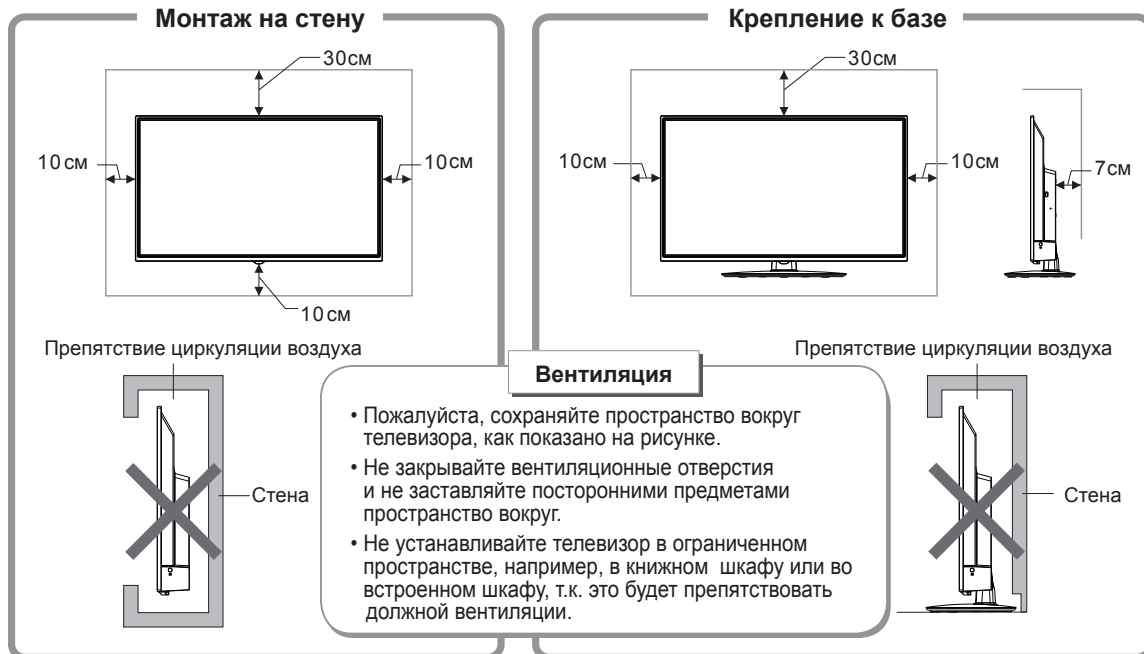 Монтаж на стену
30см
10см
10см
10см
Препятствие циркуляции воздуха
Стена
Крепление к базе
30см
10см
10см
7см
Препятствие циркуляции воздуха
Стена
Вентиляция
• Пожалуйста, сохраняйте пространство вокруг
телевизора, как показано на рисунке.
• Не закрывайте вентиляционные отверстия
и не заставляйте посторонними предметами
пространство вокруг.
• Не устанавливайте телевизор в ограниченном
пространстве, например, в книжном шкафу или во
встроенном шкафу, т.к. это будет препятствовать
должной вентиляции.